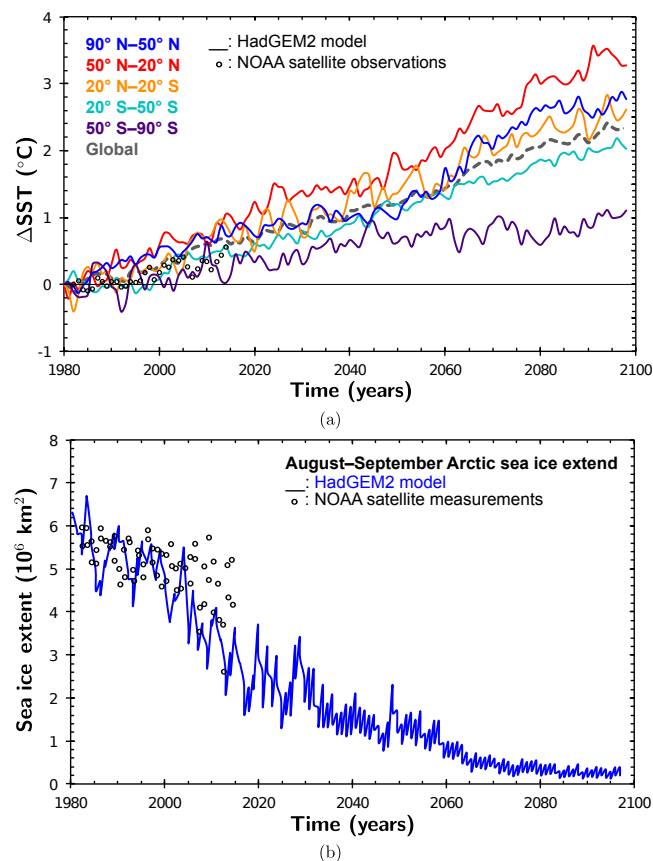 90° N–50° N
50° N–20° N
20° N–20° S
20° S–50° S
50° S–90° S
Global
__: HadGEM2 model
o : NOAA satellite observations
4
3
2
1
0
-1
ΔSST (°C)
1980 2000 2020 2040 2060 2080 2100
Time (years)
(a)
August–September Arctic sea ice extend
__: HadGEM2 model
o : NOAA satellite measurements
8
7
6
5
4
3
2
1
0
Sea ice extent (10⁶ km²)
1980 2000 2020 2040 2060 2080 2100
Time (years)
(b)